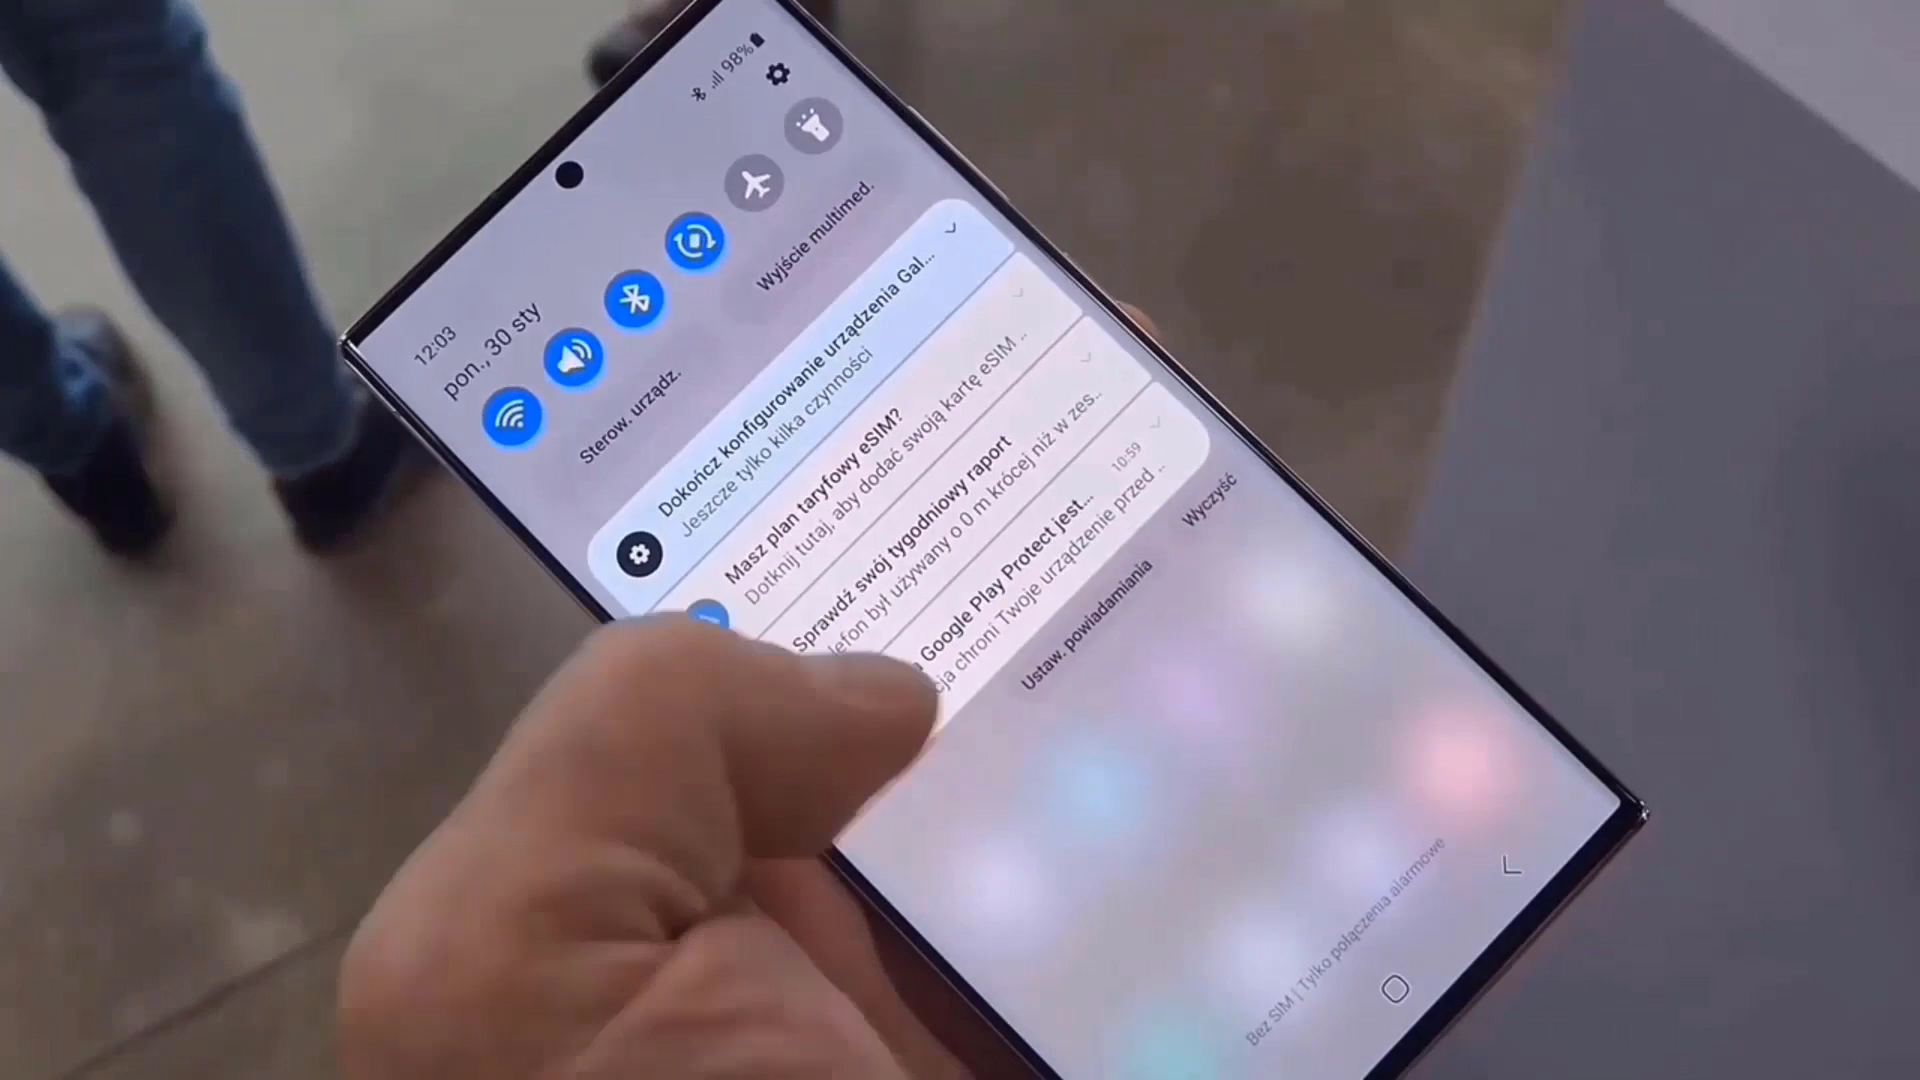 98%
12:03
pon., 30 sty
Sterow. urządz.
Wyjście multimed.
Dokończ konfigurowanie urządzenia Gal...
Jeszcze tylko kilka czynności
Masz plan taryfowy eSIM?
Dotknij tutaj, aby dodać swoją kartę eSIM ..
Sprawdź swój tygodniowy raport
lefon był używany o 0 m krócej niż w zes..
Google Play Protect jest...
10:59
cja chroni Twoje urządzenie przed ..
Ustaw. powiadamiania
Wyczyść
Bez SIM | Tylko połączenia alarmowe